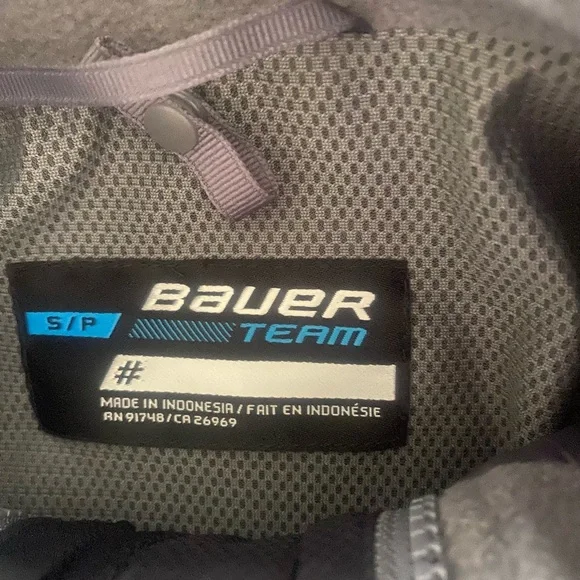 BAUER
S/P
TEAM
#
MADE IN INDONESIA / FAIT EN INDONÉSIE
RN 91748 / CA 26969